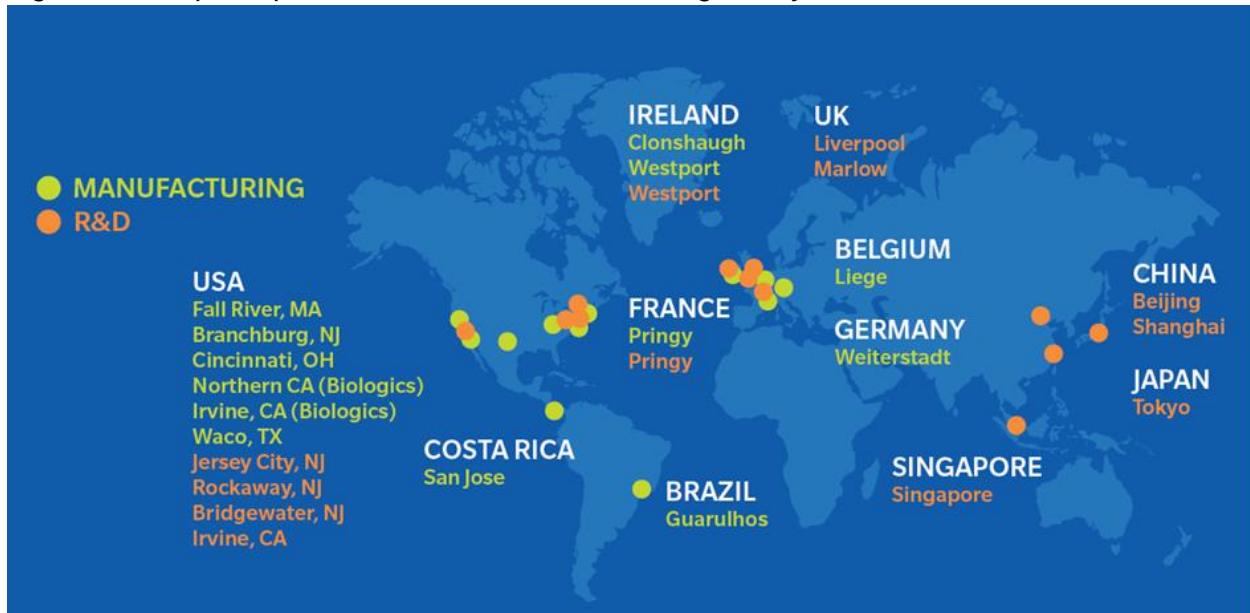 MANUFACTURING
R&D
USA
Fall River, MA
Branchburg, NJ
Cincinnati, OH
Northern CA (Biologics)
Irvine, CA (Biologics)
Waco, TX
Jersey City, NJ
Rockaway, NJ
Bridgewater, NJ
Irvine, CA
COSTA RICA
San Jose
BRAZIL
Guarulhos
IRELAND
Clonshaugh
Westport
Westport
UK
Liverpool
Marlow
FRANCE
Pringy
Pringy
BELGIUM
Liege
GERMANY
Weiterstadt
CHINA
Beijing
Shanghai
JAPAN
Tokyo
SINGAPORE
Singapore